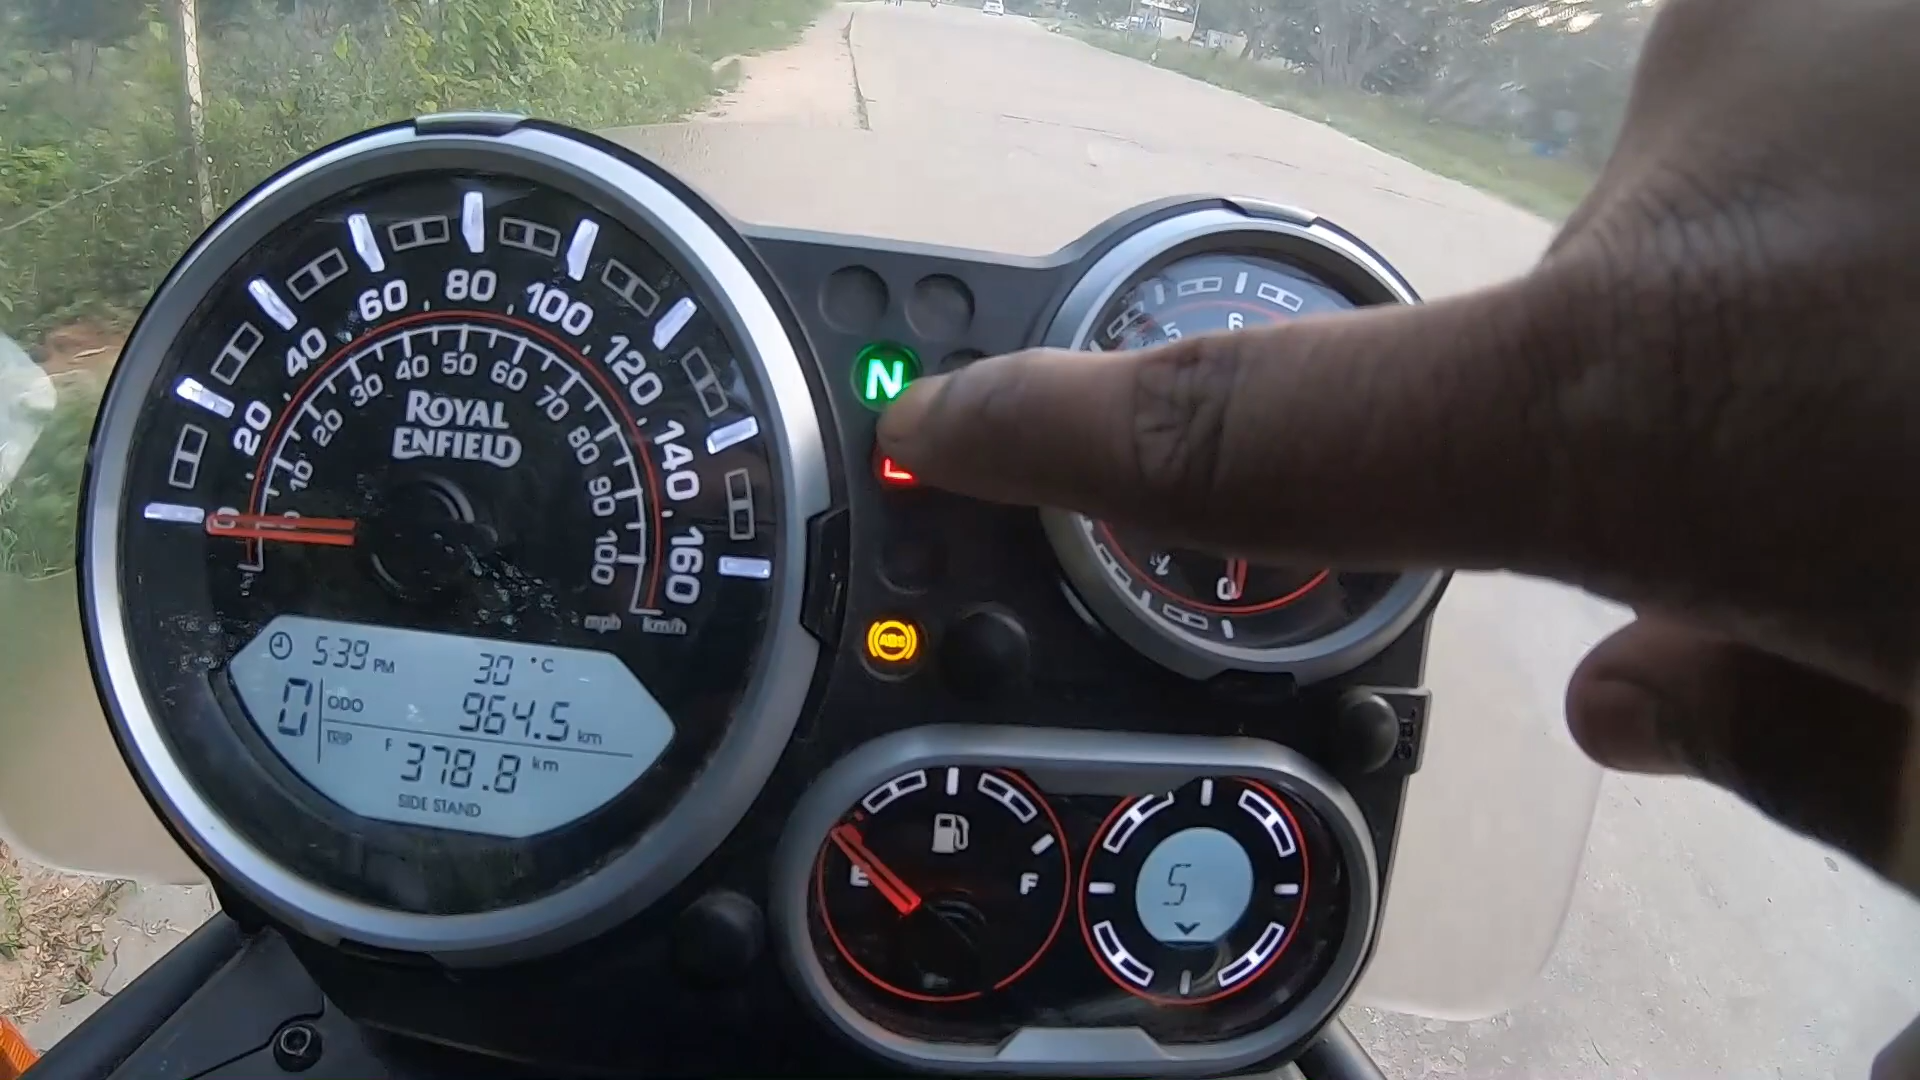 20 40 60 80 100 120 140 160
0 10 20 30 40 50 60 70 80 90 100
ROYAL
ENFIELD
mph km/h
5:39 PM 30 °C
0 ODO 964.5 km
TRIP F 378.8 km
SIDE STAND
N
ABS
5 6
0
E F
S